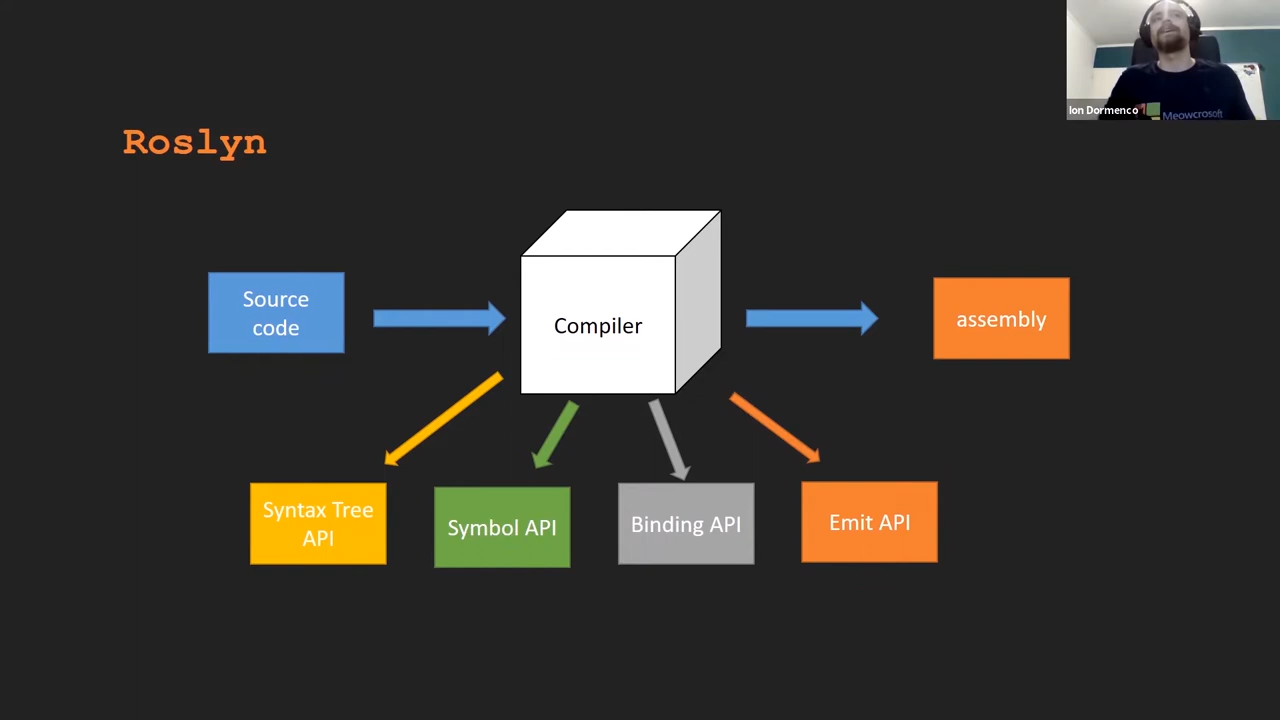 Ion Dormenco
Meowcrosoft
Roslyn
Source
code
Compiler
assembly
Syntax Tree
API
Symbol API
Binding API
Emit API